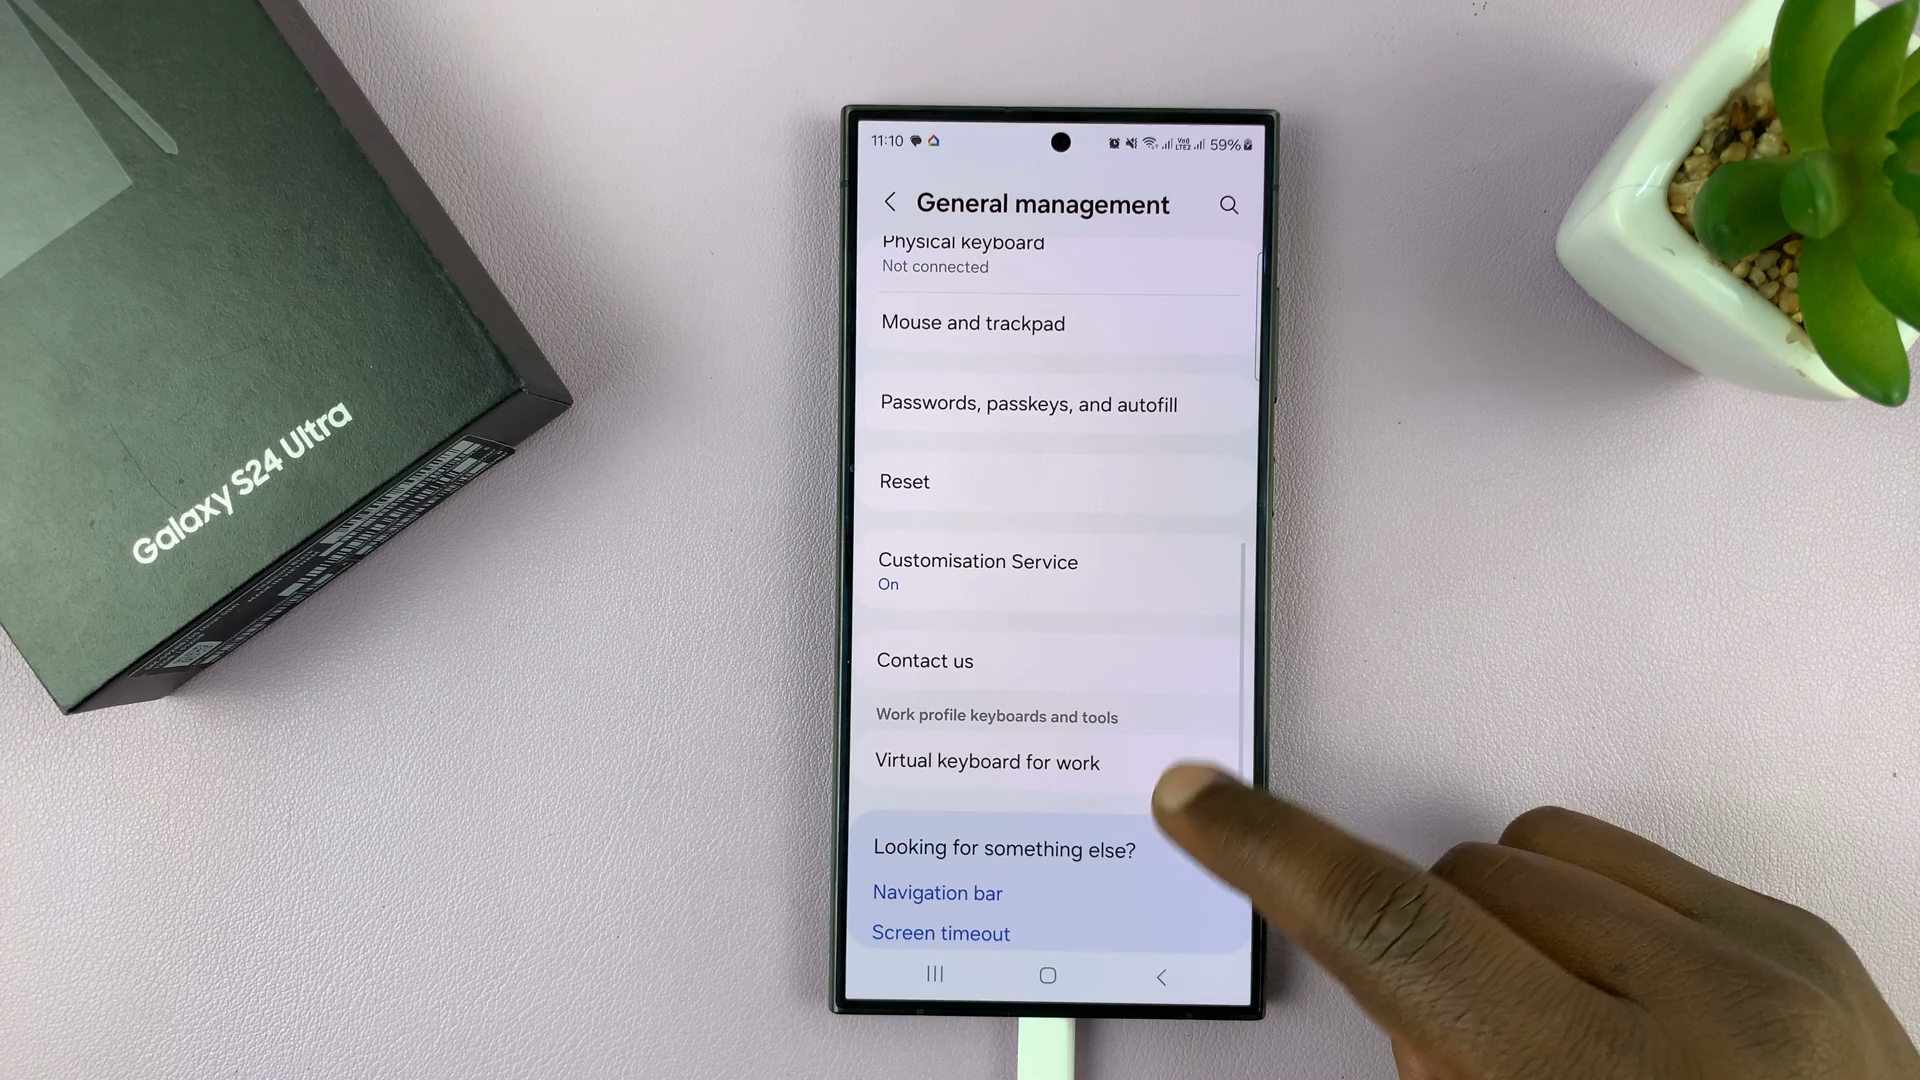 Galaxy S24 Ultra
11:10
59%
General management
Physical keyboard
Not connected
Mouse and trackpad
Passwords, passkeys, and autofill
Reset
Customisation Service
On
Contact us
Work profile keyboards and tools
Virtual keyboard for work
Looking for something else?
Navigation bar
Screen timeout